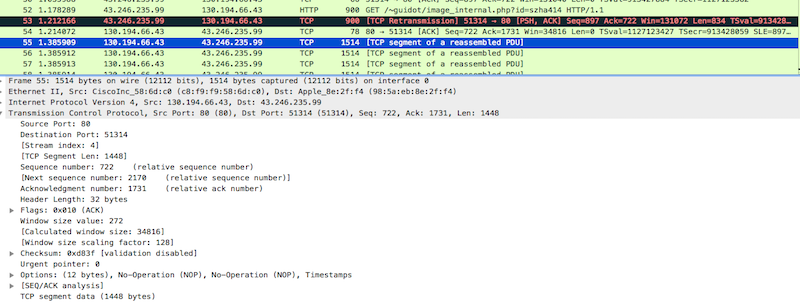 52 1.178289 43.246.235.99 130.194.66.43 HTTP 900 GET /~guidot/image_internal.php?id=szha414 HTTP/1.1
53 1.212166 43.246.235.99 130.194.66.43 TCP 900 [TCP Retransmission] 51314 → 80 [PSH, ACK] Seq=897 Ack=722 Win=131072 Len=834 TSval=913428…
54 1.214072 130.194.66.43 43.246.235.99 TCP 78 80 → 51314 [ACK] Seq=722 Ack=1731 Win=34816 Len=0 TSval=1127123427 TSecr=913428059 SLE=897…
55 1.385909 130.194.66.43 43.246.235.99 TCP 1514 [TCP segment of a reassembled PDU]
56 1.385912 130.194.66.43 43.246.235.99 TCP 1514 [TCP segment of a reassembled PDU]
57 1.385913 130.194.66.43 43.246.235.99 TCP 1514 [TCP segment of a reassembled PDU]
Frame 55: 1514 bytes on wire (12112 bits), 1514 bytes captured (12112 bits) on interface 0
Ethernet II, Src: CiscoInc_58:6d:c0 (c8:f9:f9:58:6d:c0), Dst: Apple_8e:2f:f4 (98:5a:eb:8e:2f:f4)
Internet Protocol Version 4, Src: 130.194.66.43, Dst: 43.246.235.99
Transmission Control Protocol, Src Port: 80 (80), Dst Port: 51314 (51314), Seq: 722, Ack: 1731, Len: 1448
Source Port: 80
Destination Port: 51314
[Stream index: 4]
[TCP Segment Len: 1448]
Sequence number: 722 (relative sequence number)
[Next sequence number: 2170 (relative sequence number)]
Acknowledgment number: 1731 (relative ack number)
Header Length: 32 bytes
Flags: 0x010 (ACK)
Window size value: 272
[Calculated window size: 34816]
[Window size scaling factor: 128]
Checksum: 0xd83f [validation disabled]
Urgent pointer: 0
Options: (12 bytes), No-Operation (NOP), No-Operation (NOP), Timestamps
[SEQ/ACK analysis]
TCP segment data (1448 bytes)